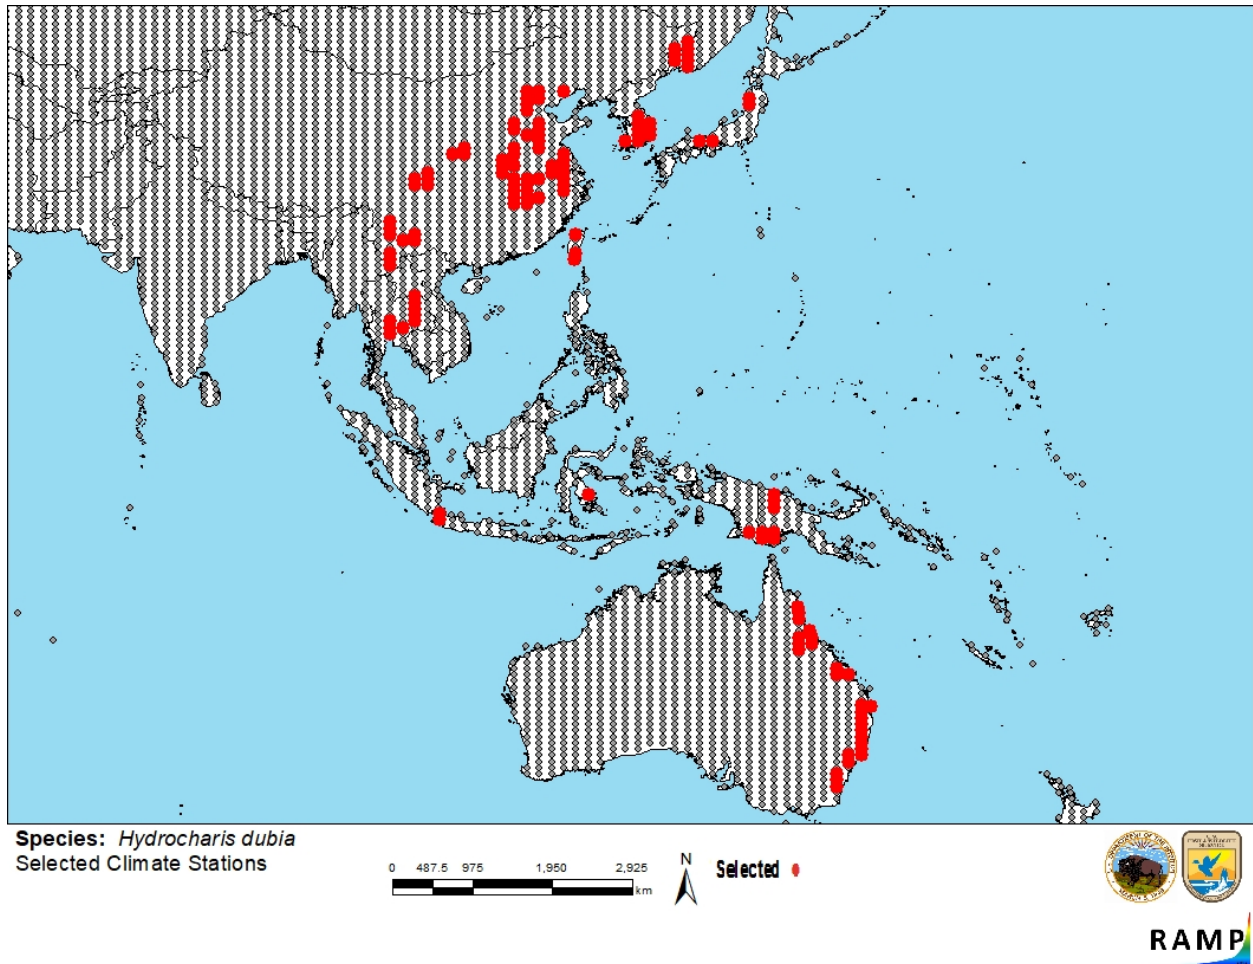 Species: Hydrocharis dubia
Selected Climate Stations
0 487.5 975 1,950 2,925
km
N
Selected
RAMP